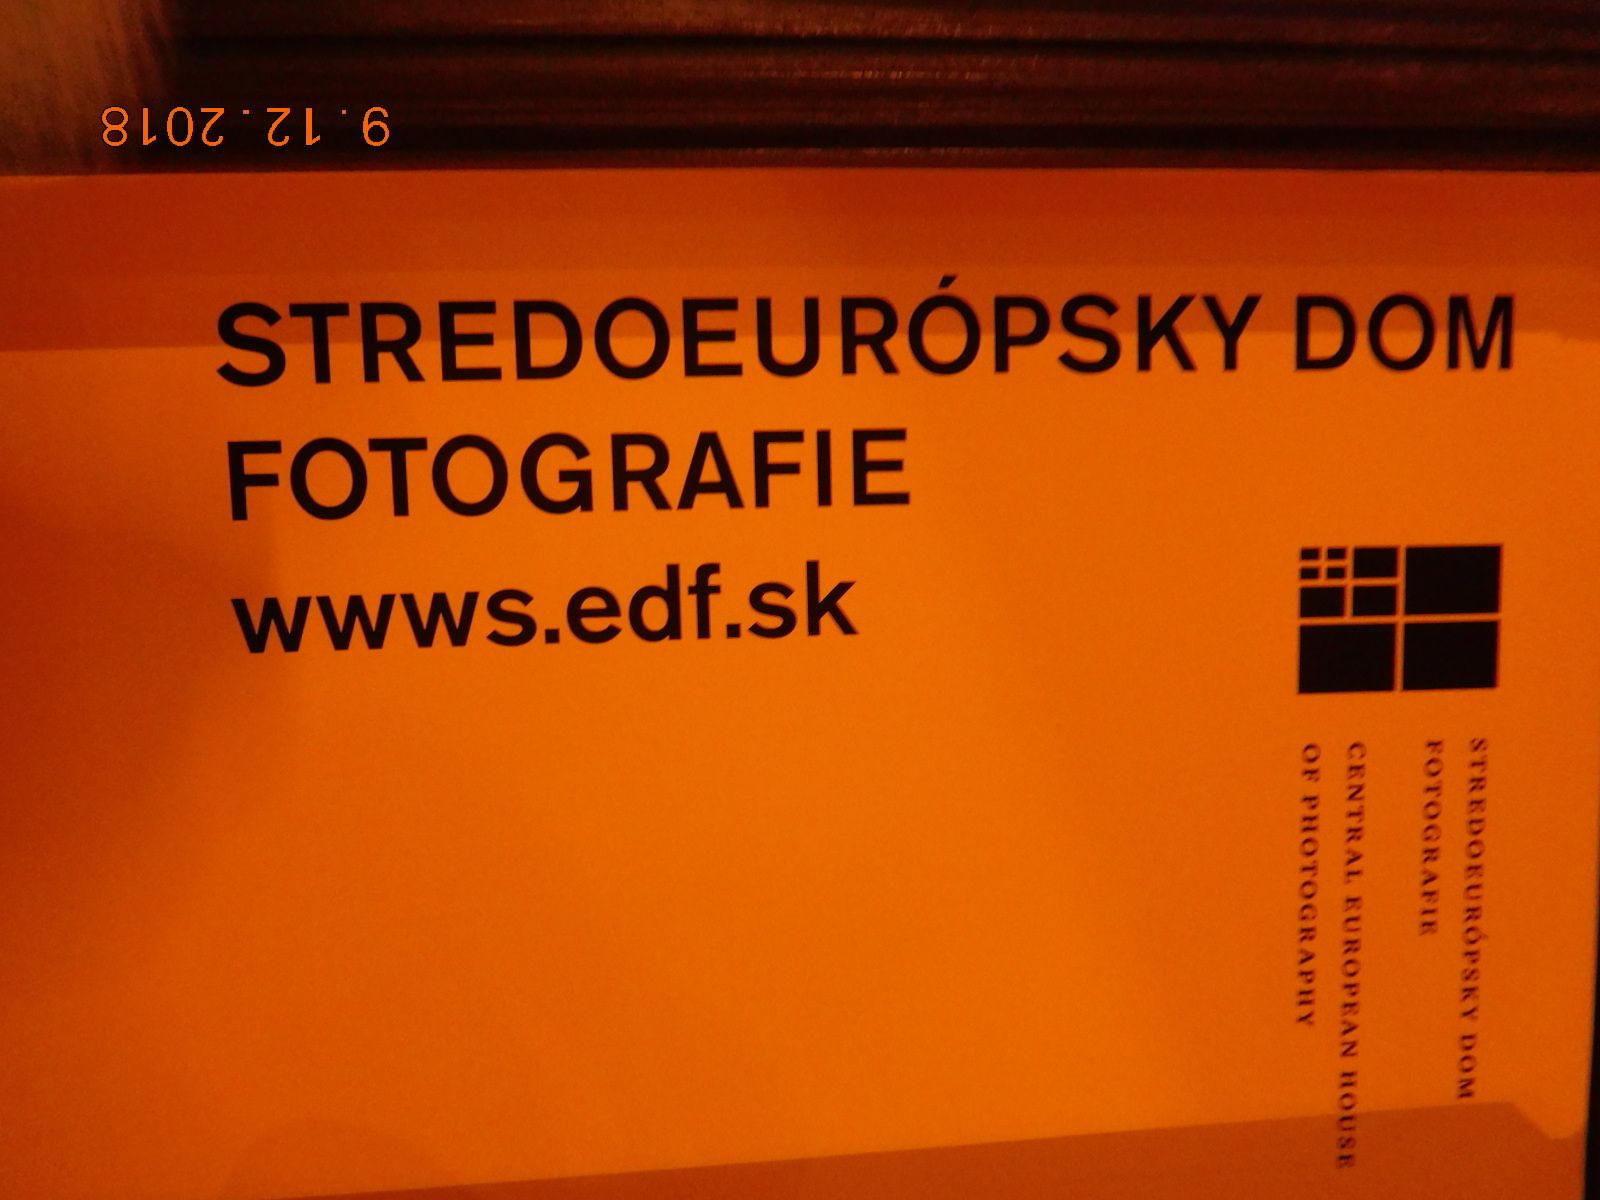 9.12.2018
STREDOEURÓPSKY DOM
FOTOGRAFIE
wwws.edf.sk
STREDOEURÓPSKY DOM
FOTOGRAFIE
CENTRAL EUROPEAN HOUSE
OF PHOTOGRAPHY